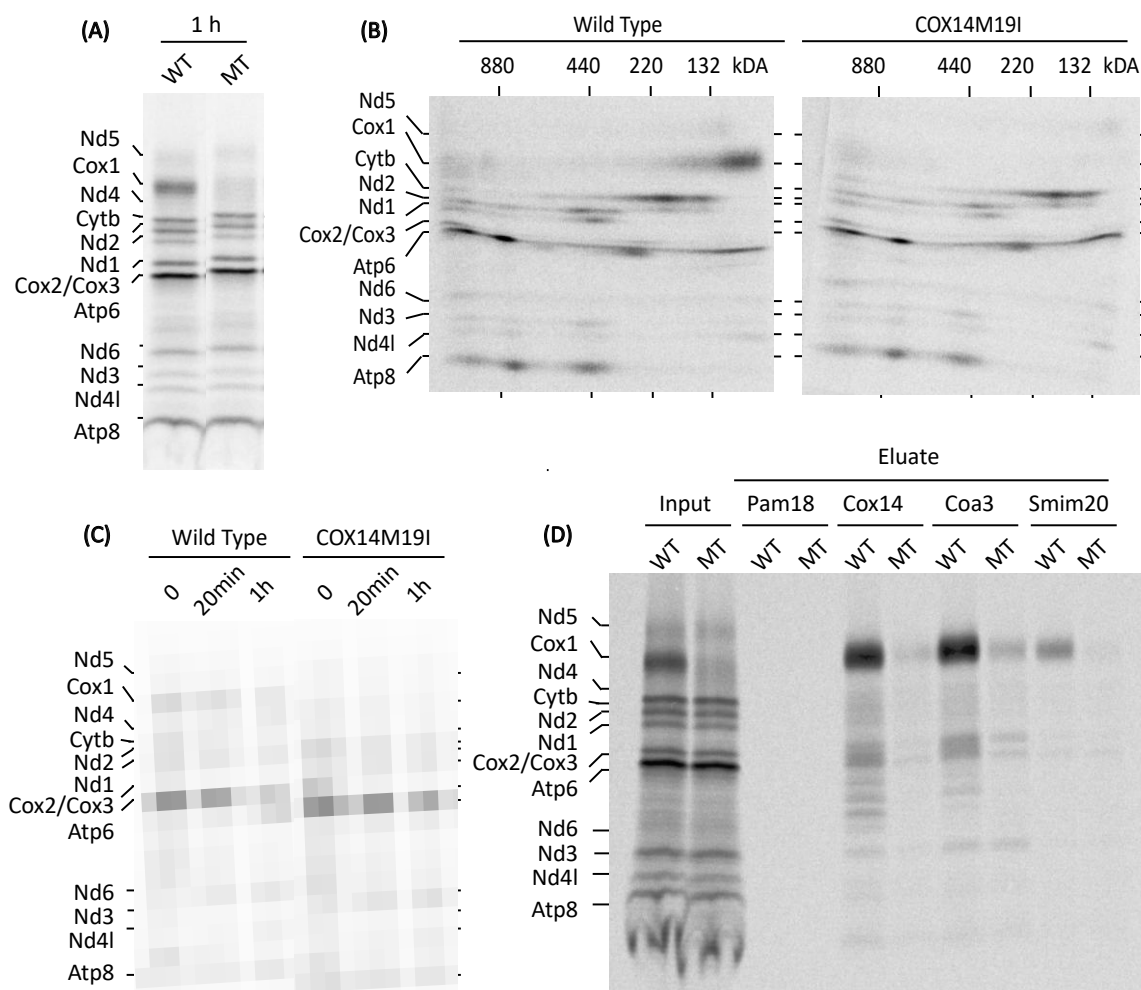 (A)
1 h
WT MT
Nd5
Cox1
Nd4
Cytb
Nd2
Nd1
Cox2/Cox3
Atp6
Nd6
Nd3
Nd4l
Atp8
(B)
Wild Type COX14M19I
880 440 220 132 kDA 880 440 220 132 kDA
Nd5
Cox1
Cytb
Nd2
Nd1
Cox2/Cox3
Atp6
Nd6
Nd3
Nd4l
Atp8
(C)
Wild Type COX14M19I
0 20min 1h 0 20min 1h
Nd5
Cox1
Nd4
Cytb
Nd2
Nd1
Cox2/Cox3
Atp6
Nd6
Nd3
Nd4l
Atp8
(D)
Eluate
Input Pam18 Cox14 Coa3 Smim20
WT MT WT MT WT MT WT MT WT MT
Nd5
Cox1
Nd4
Cytb
Nd2
Nd1
Cox2/Cox3
Atp6
Nd6
Nd3
Nd4l
Atp8